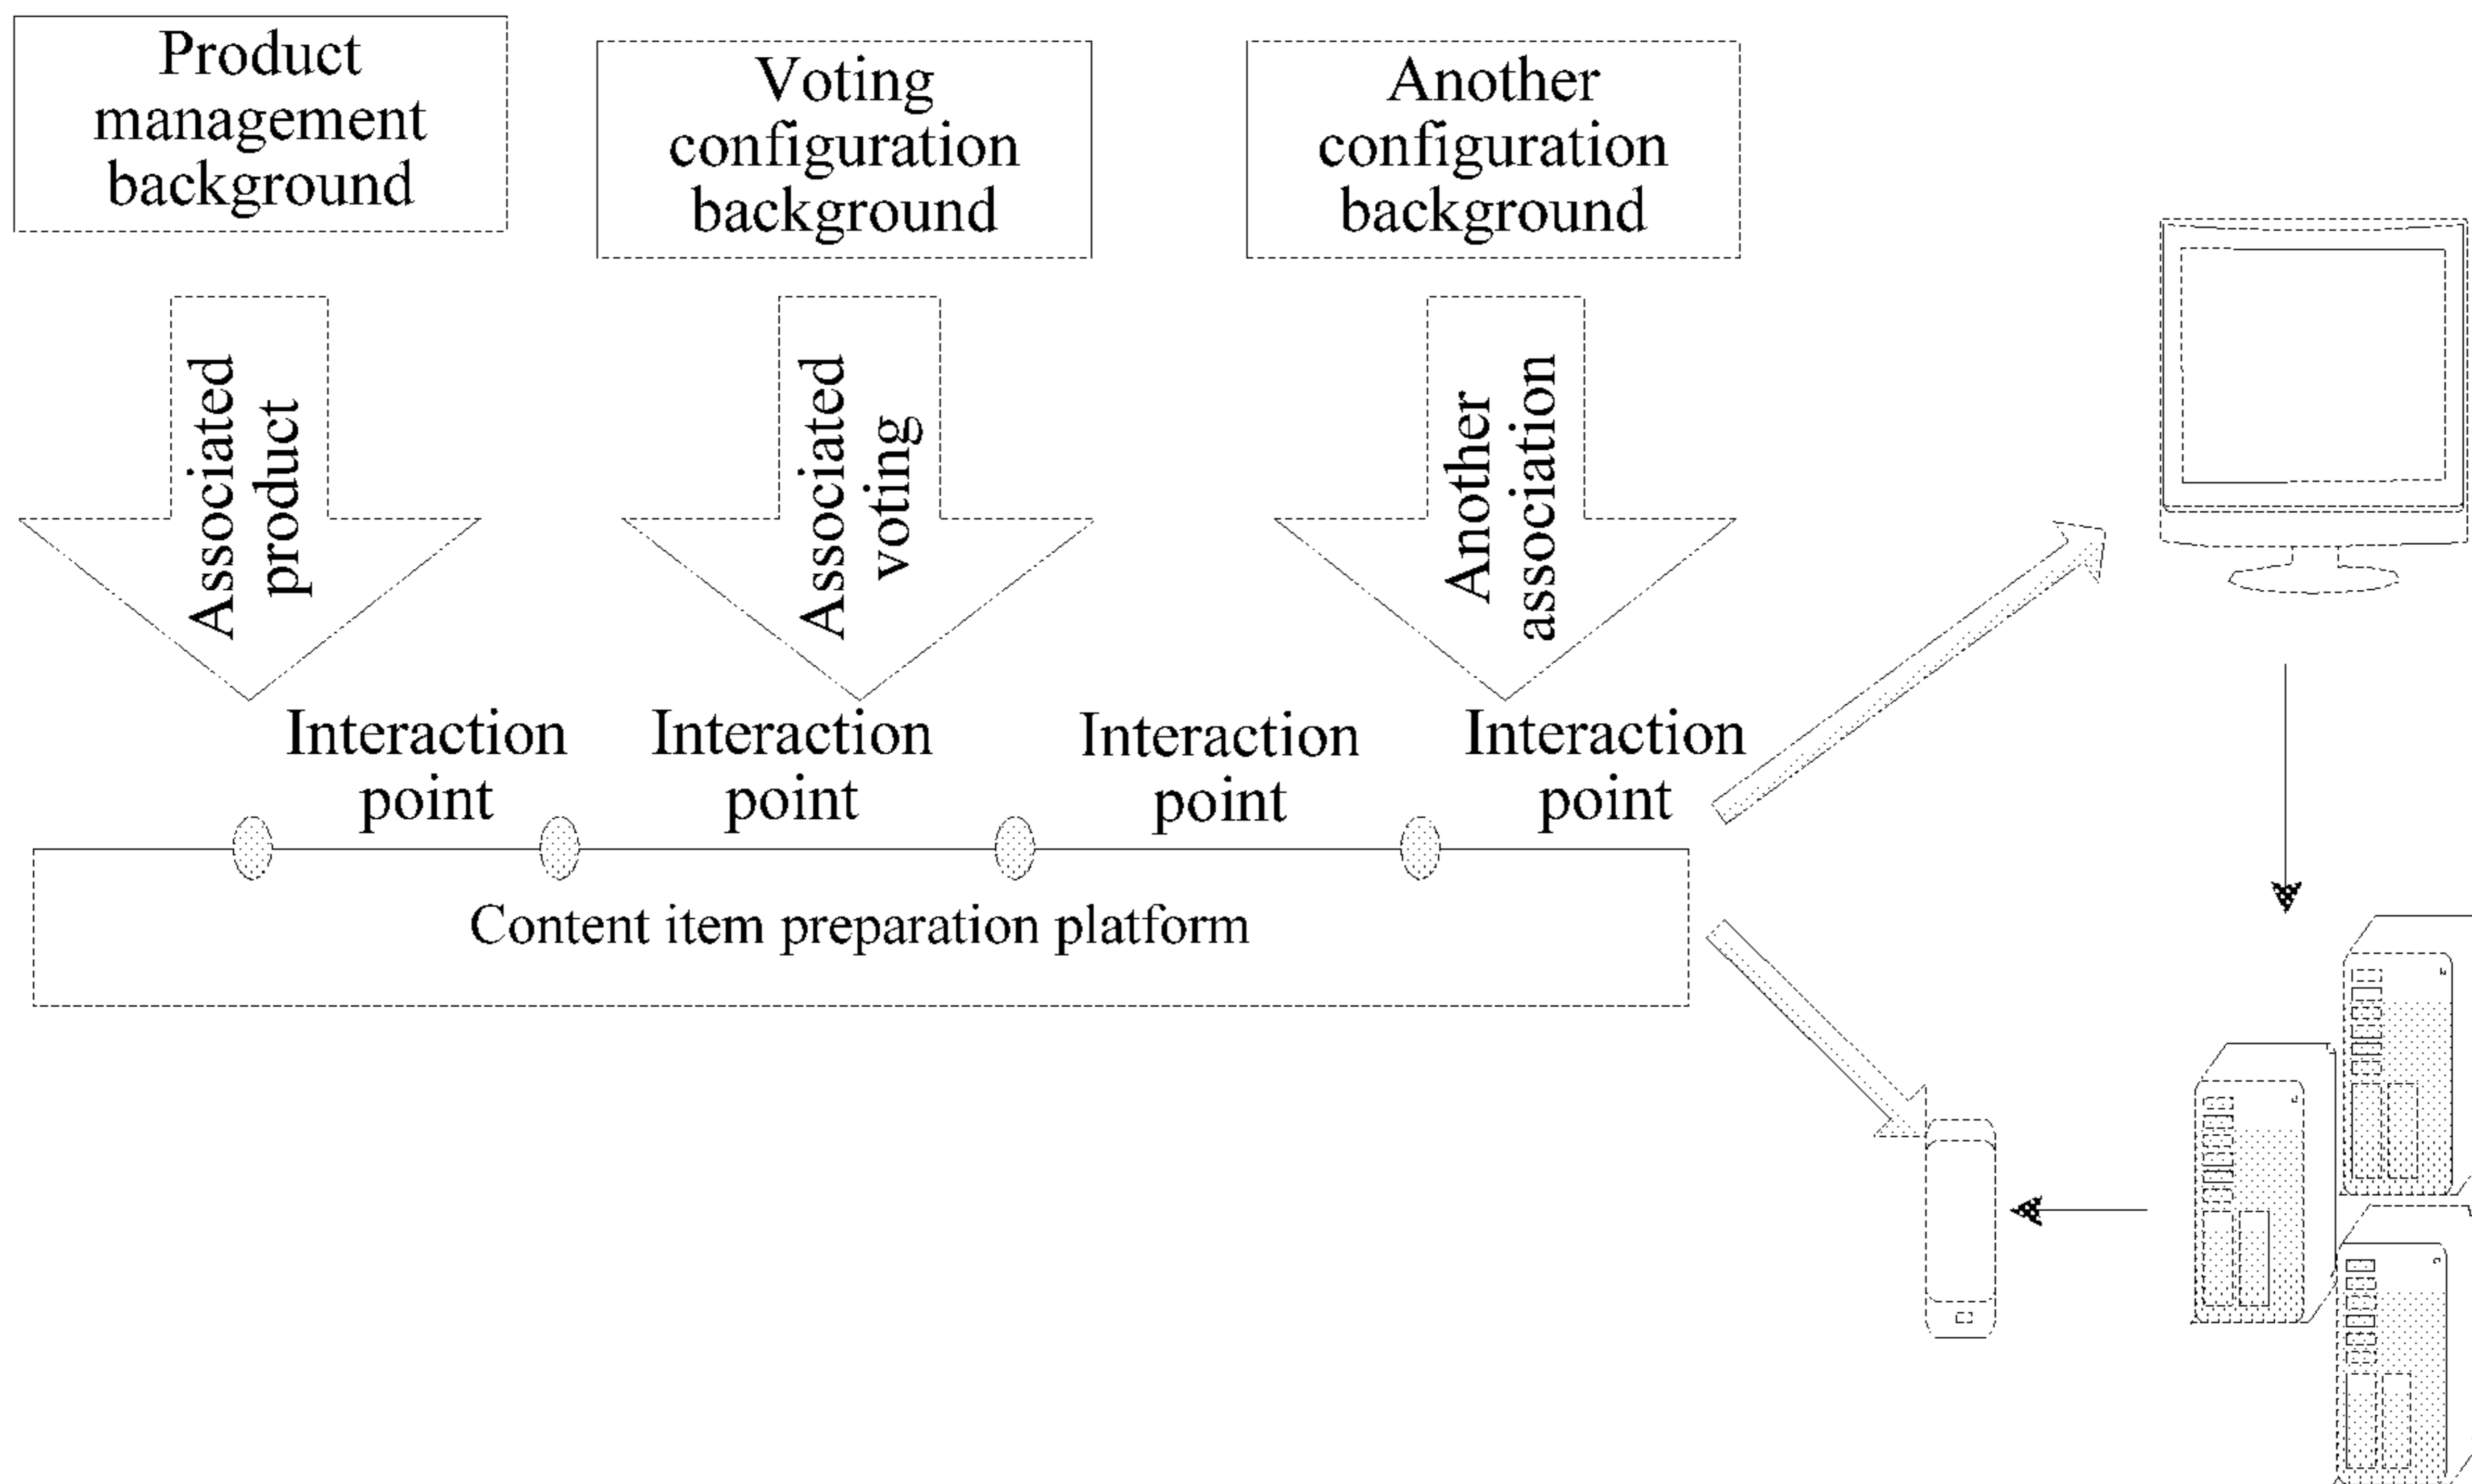 Product
management
background
Voting
configuration
background
Another
configuration
background
Associated
product
Associated
voting
Another
association
Interaction
point
Interaction
point
Interaction
point
Interaction
point
Content item preparation platform